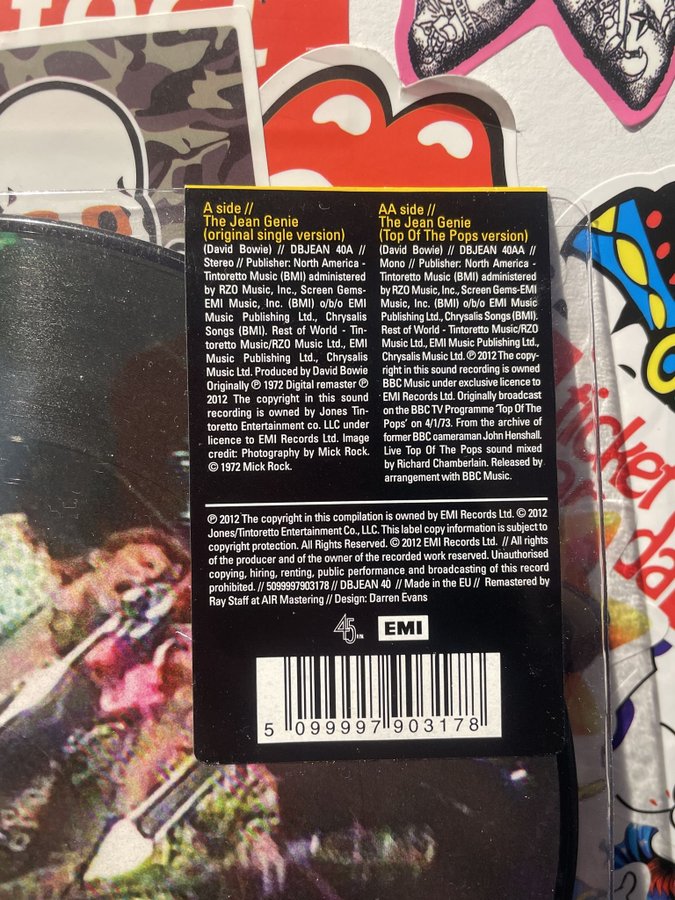 A side //
The Jean Genie
(original single version)
(David Bowie) // DBJEAN 40A //
Stereo // Publisher: North America -
Tintoretto Music (BMI) administered
by RZO Music, Inc., Screen Gems-
EMI Music, Inc. (BMI) o/b/o EMI
Music Publishing Ltd., Chrysalis
Songs (BMI). Rest of World - Tin-
toretto Music/RZO Music Ltd., EMI
Music Publishing Ltd., Chrysalis
Music Ltd. Produced by David Bowie
Originally ℗ 1972 Digital remaster ℗
2012 The copyright in this sound
recording is owned by Jones Tin-
toretto Entertainment co. LLC under
licence to EMI Records Ltd. Image
credit: Photography by Mick Rock.
© 1972 Mick Rock.
AA side //
The Jean Genie
(Top Of The Pops version)
(David Bowie) // DBJEAN 40AA //
Mono // Publisher: North America -
Tintoretto Music (BMI) administered
by RZO Music, Inc., Screen Gems-EMI
Music, Inc. (BMI) o/b/o EMI Music
Publishing Ltd., Chrysalis Songs (BMI).
Rest of World - Tintoretto Music/RZO
Music Ltd., EMI Music Publishing Ltd.,
Chrysalis Music Ltd. ℗ 2012 The copy-
right in this sound recording is owned
BBC Music under exclusive licence to
EMI Records Ltd. Originally broadcast
on the BBC TV Programme 'Top Of The
Pops' on 4/1/73. From the archive of
former BBC cameraman John Henshall.
Live Top Of The Pops sound mixed
by Richard Chamberlain. Released by
arrangement with BBC Music.
℗ 2012 The copyright in this compilation is owned by EMI Records Ltd. © 2012
Jones/Tintoretto Entertainment Co., LLC. This label copy information is subject to
copyright protection. All Rights Reserved. © 2012 EMI Records Ltd. // All rights
of the producer and of the owner of the recorded work reserved. Unauthorised
copying, hiring, renting, public performance and broadcasting of this record
prohibited. // 5099997903178 // DBJEAN 40 // Made in the EU // Remastered by
Ray Staff at AIR Mastering // Design: Darren Evans
45 EMI
5 099997 903178
ticket
or